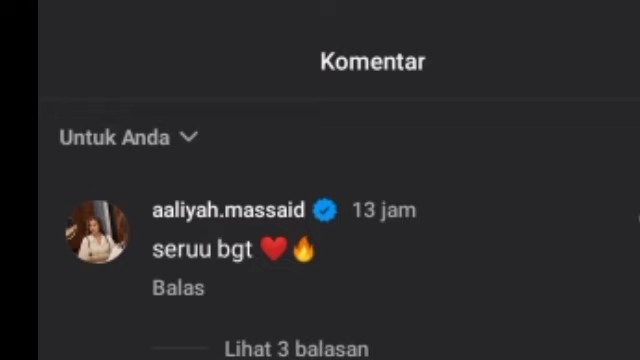 Komentar
Untuk Anda
aaliyah.massaid 13 jam
seruu bgt ❤️🔥
Balas
Lihat 3 balasan